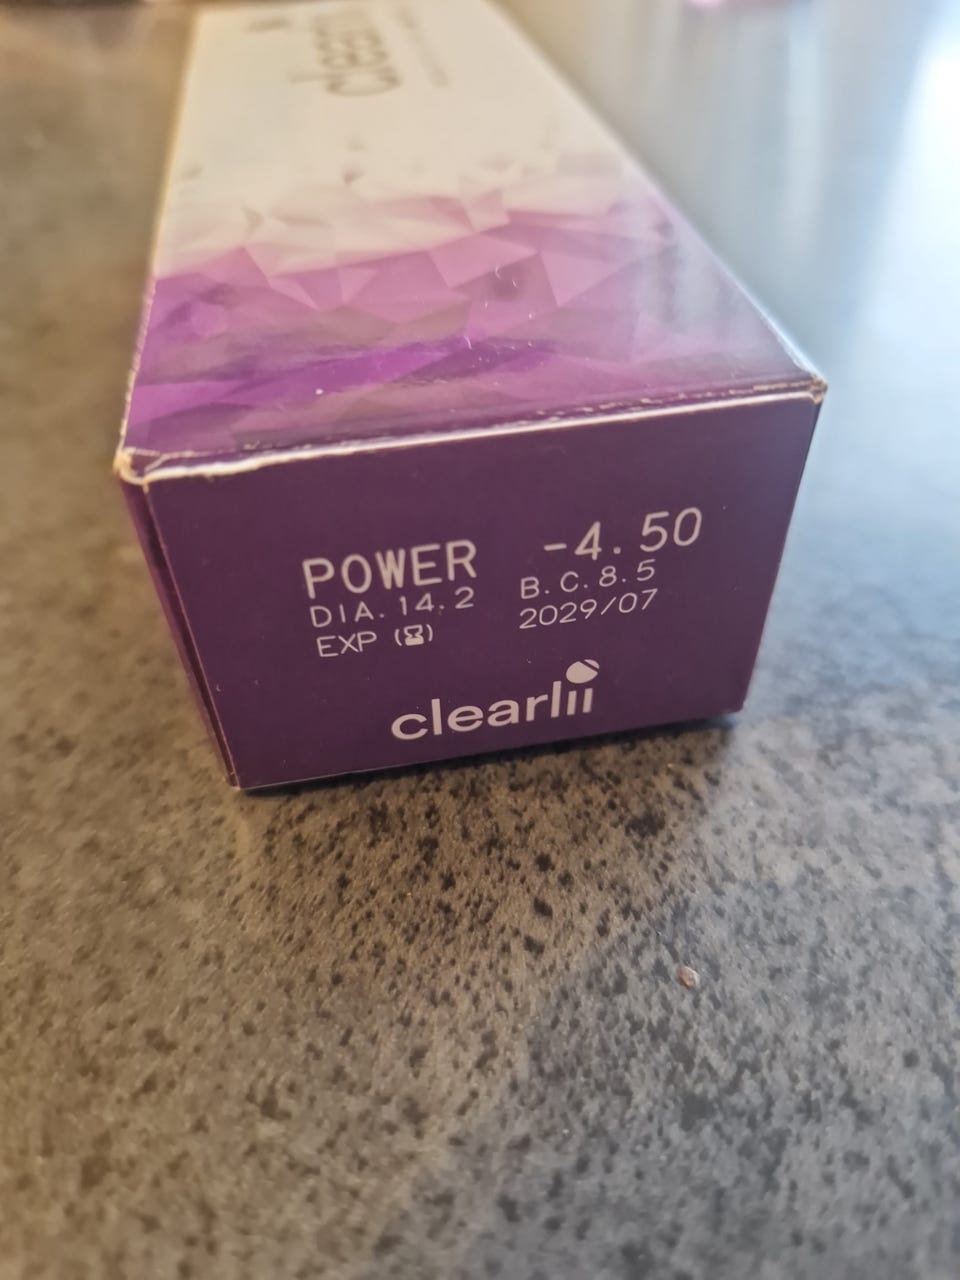 POWER -4.50
DIA. 14.2 B.C. 8.5
EXP (⌛) 2029/07
clearlii